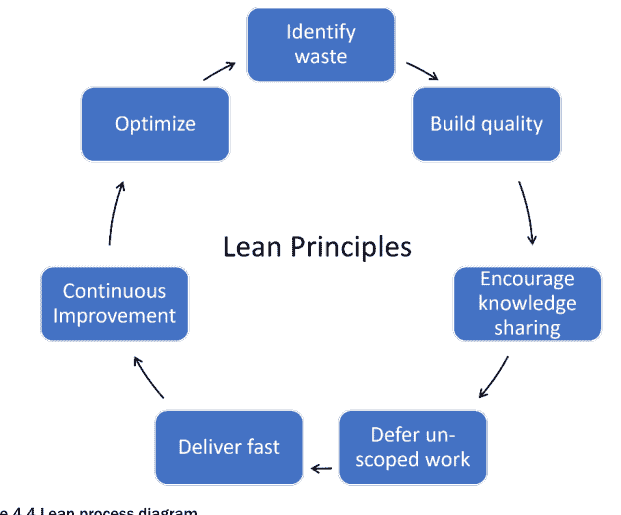 Identify
waste
Optimize
Build quality
Lean Principles
Continuous
Improvement
Encourage
knowledge
sharing
Deliver fast
Defer un-
scoped work
e 4.4 Lean process diagram